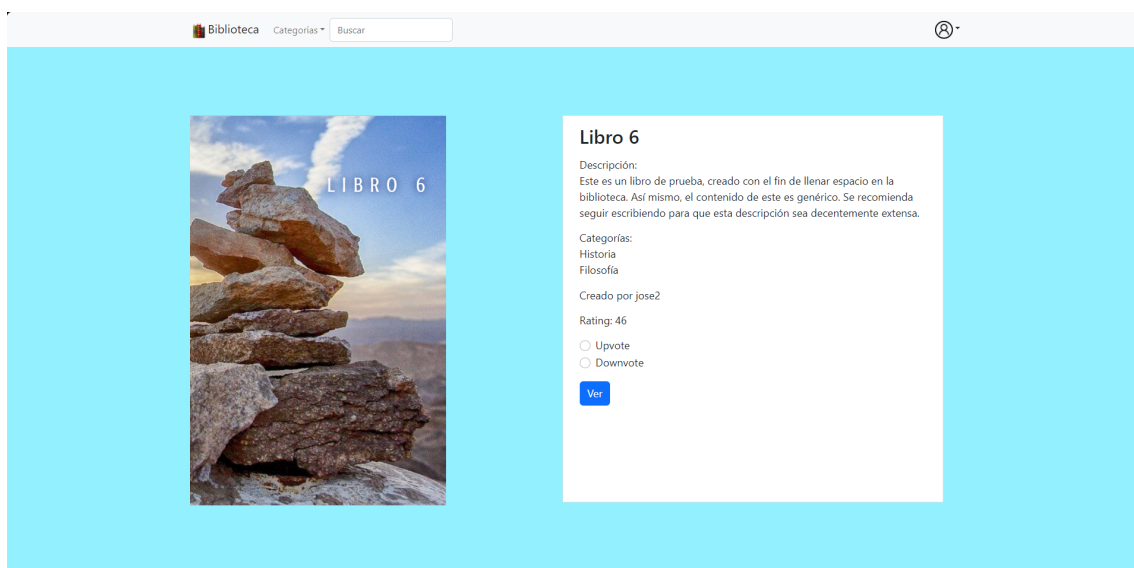 Biblioteca Categorias Buscar
LIBRO 6
Libro 6
Descripción:
Este es un libro de prueba, creado con el fin de llenar espacio en la
biblioteca. Así mismo, el contenido de este es genérico. Se recomienda
seguir escribiendo para que esta descripción sea decentemente extensa.
Categorías:
Historia
Filosofía
Creado por jose2
Rating: 46
Upvote
Downvote
Ver